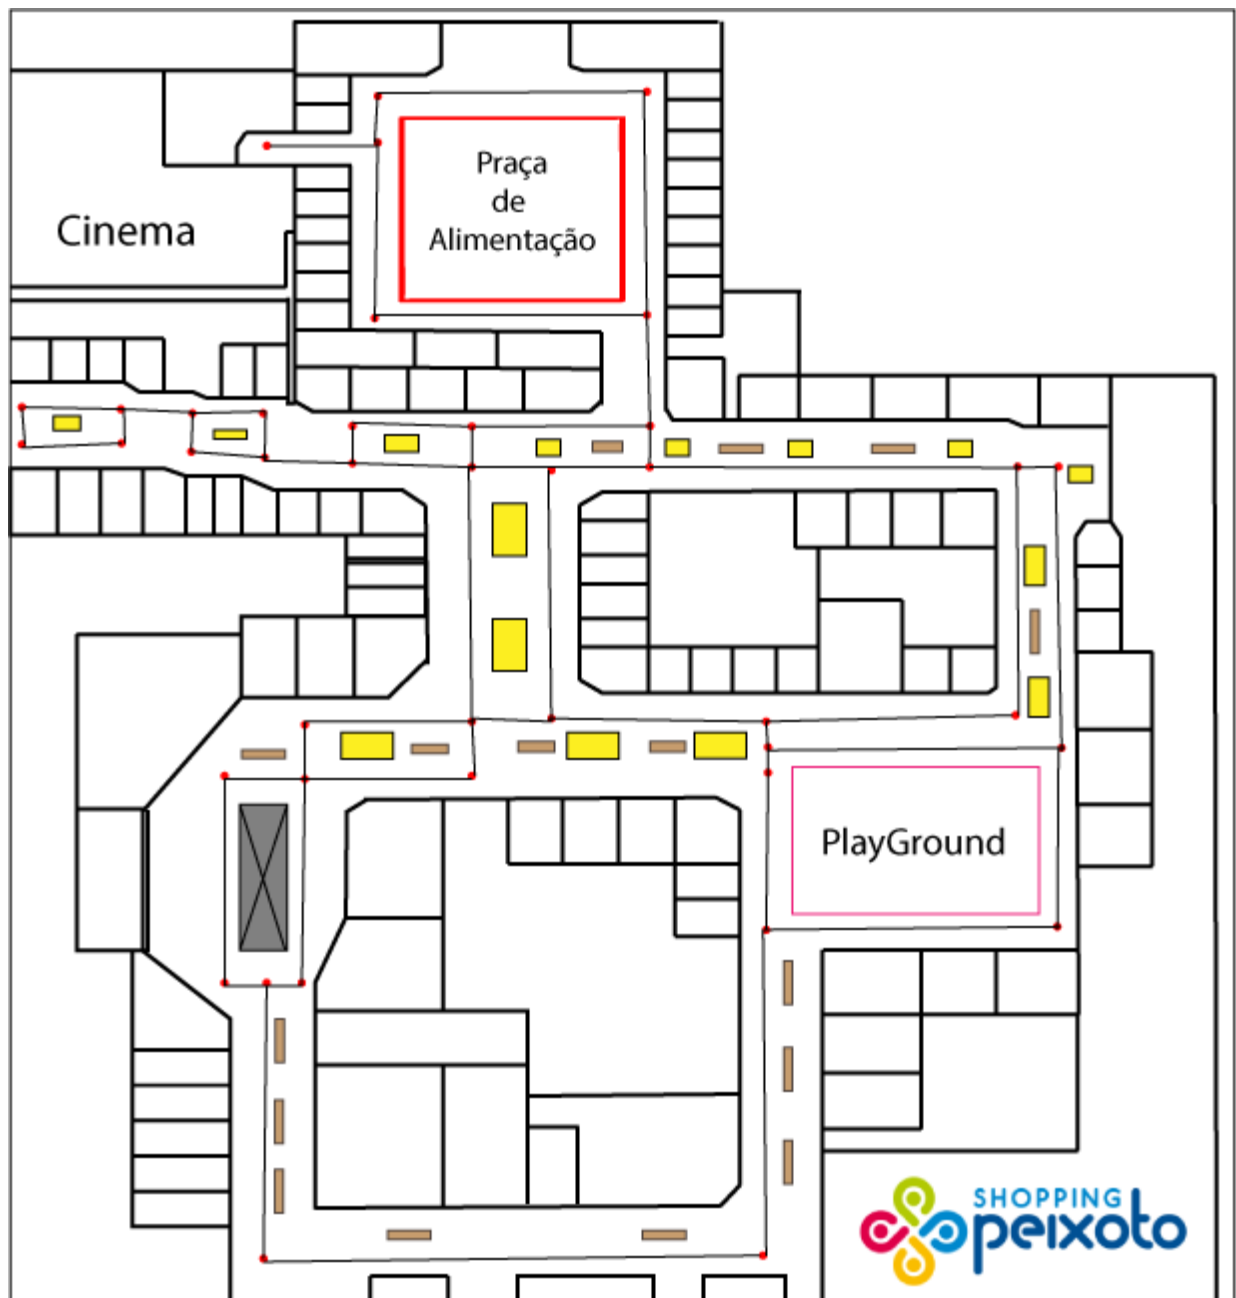 Praça
de
Alimentação
Cinema
PlayGround
SHOPPING
peixoto